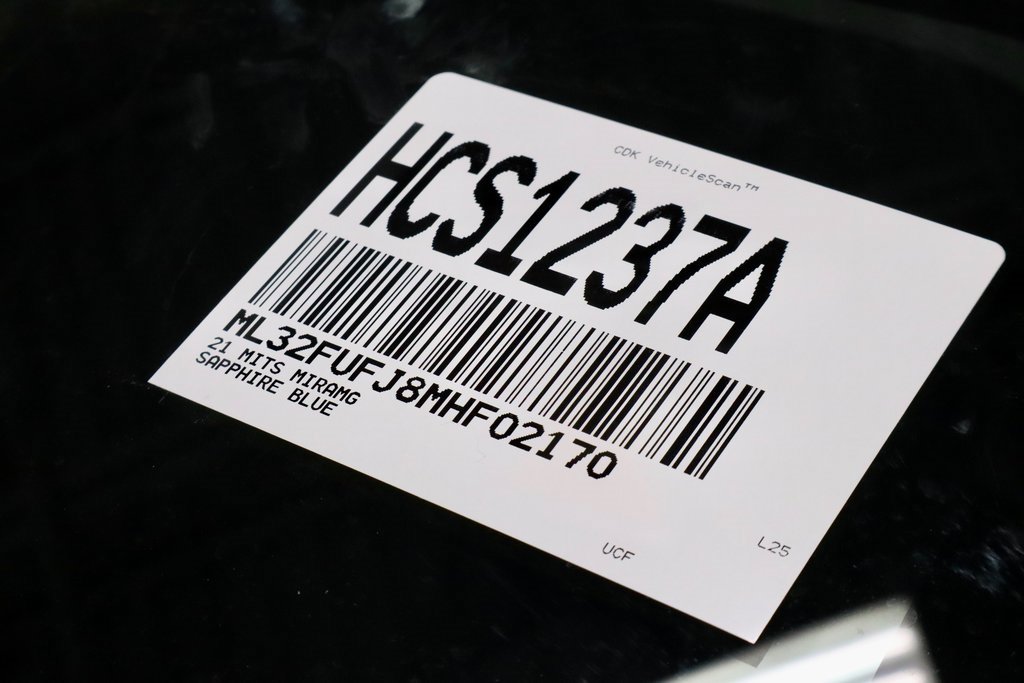 CDK VehicleScan™
HCS1237A
ML32FUFJ8MHF02170
21 MITS MIRAMG
SAPPHIRE BLUE
UCF
L25